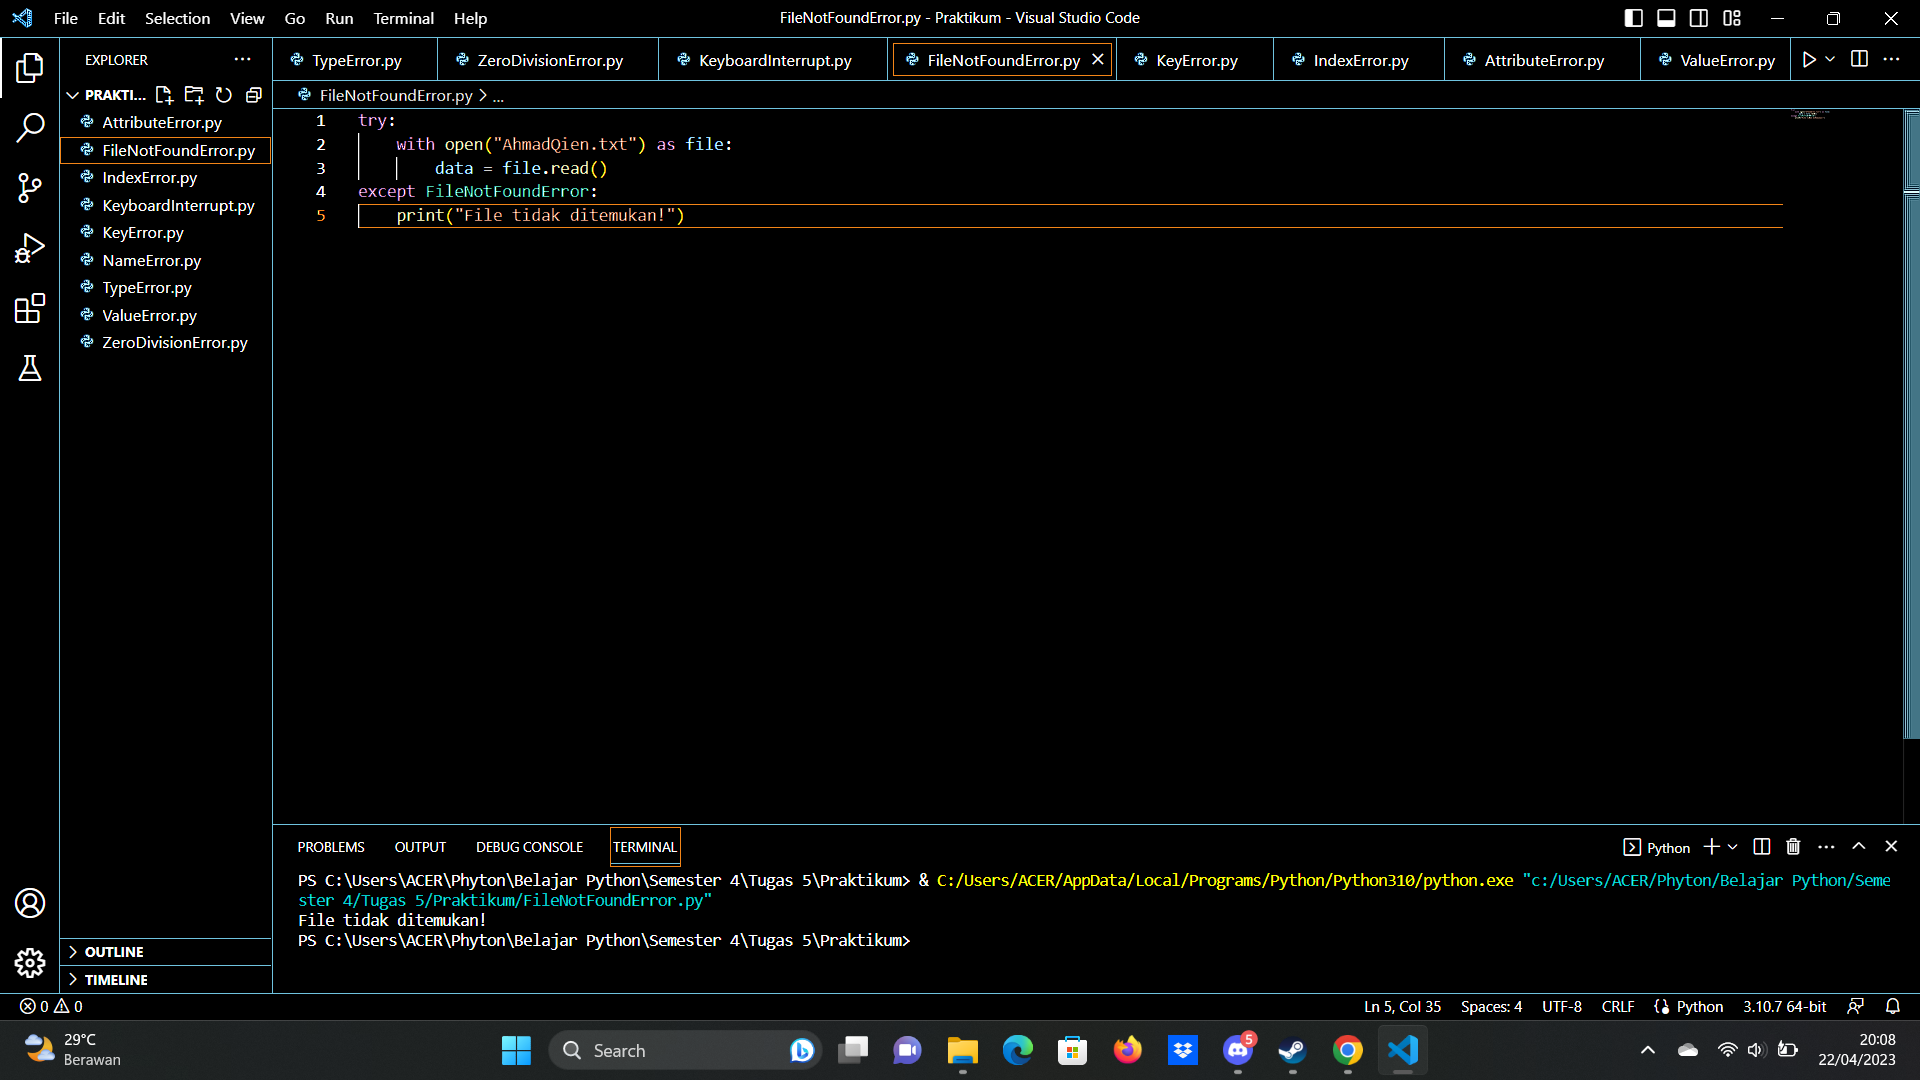 File Edit Selection View Go Run Terminal Help
FileNotFoundError.py - Praktikum - Visual Studio Code
EXPLORER
TypeError.py ZeroDivisionError.py KeyboardInterrupt.py FileNotFoundError.py KeyError.py IndexError.py AttributeError.py ValueError.py
PRAKTI...
FileNotFoundError.py > ...
AttributeError.py
FileNotFoundError.py
IndexError.py
KeyboardInterrupt.py
KeyError.py
NameError.py
TypeError.py
ValueError.py
ZeroDivisionError.py
1 try:
2 with open("AhmadQien.txt") as file:
3 data = file.read()
4 except FileNotFoundError:
5 print("File tidak ditemukan!")
PROBLEMS OUTPUT DEBUG CONSOLE TERMINAL
Python
PS C:\Users\ACER\Phyton\Belajar Python\Semester 4\Tugas 5\Praktikum> & C:/Users/ACER/AppData/Local/Programs/Python/Python310/python.exe "c:/Users/ACER/Phyton/Belajar Python/Seme
ster 4/Tugas 5/Praktikum/FileNotFoundError.py"
File tidak ditemukan!
PS C:\Users\ACER\Phyton\Belajar Python\Semester 4\Tugas 5\Praktikum>
OUTLINE
TIMELINE
0 0
Ln 5, Col 35 Spaces: 4 UTF-8 CRLF Python 3.10.7 64-bit
29°C
Berawan
Search
5
20:08
22/04/2023